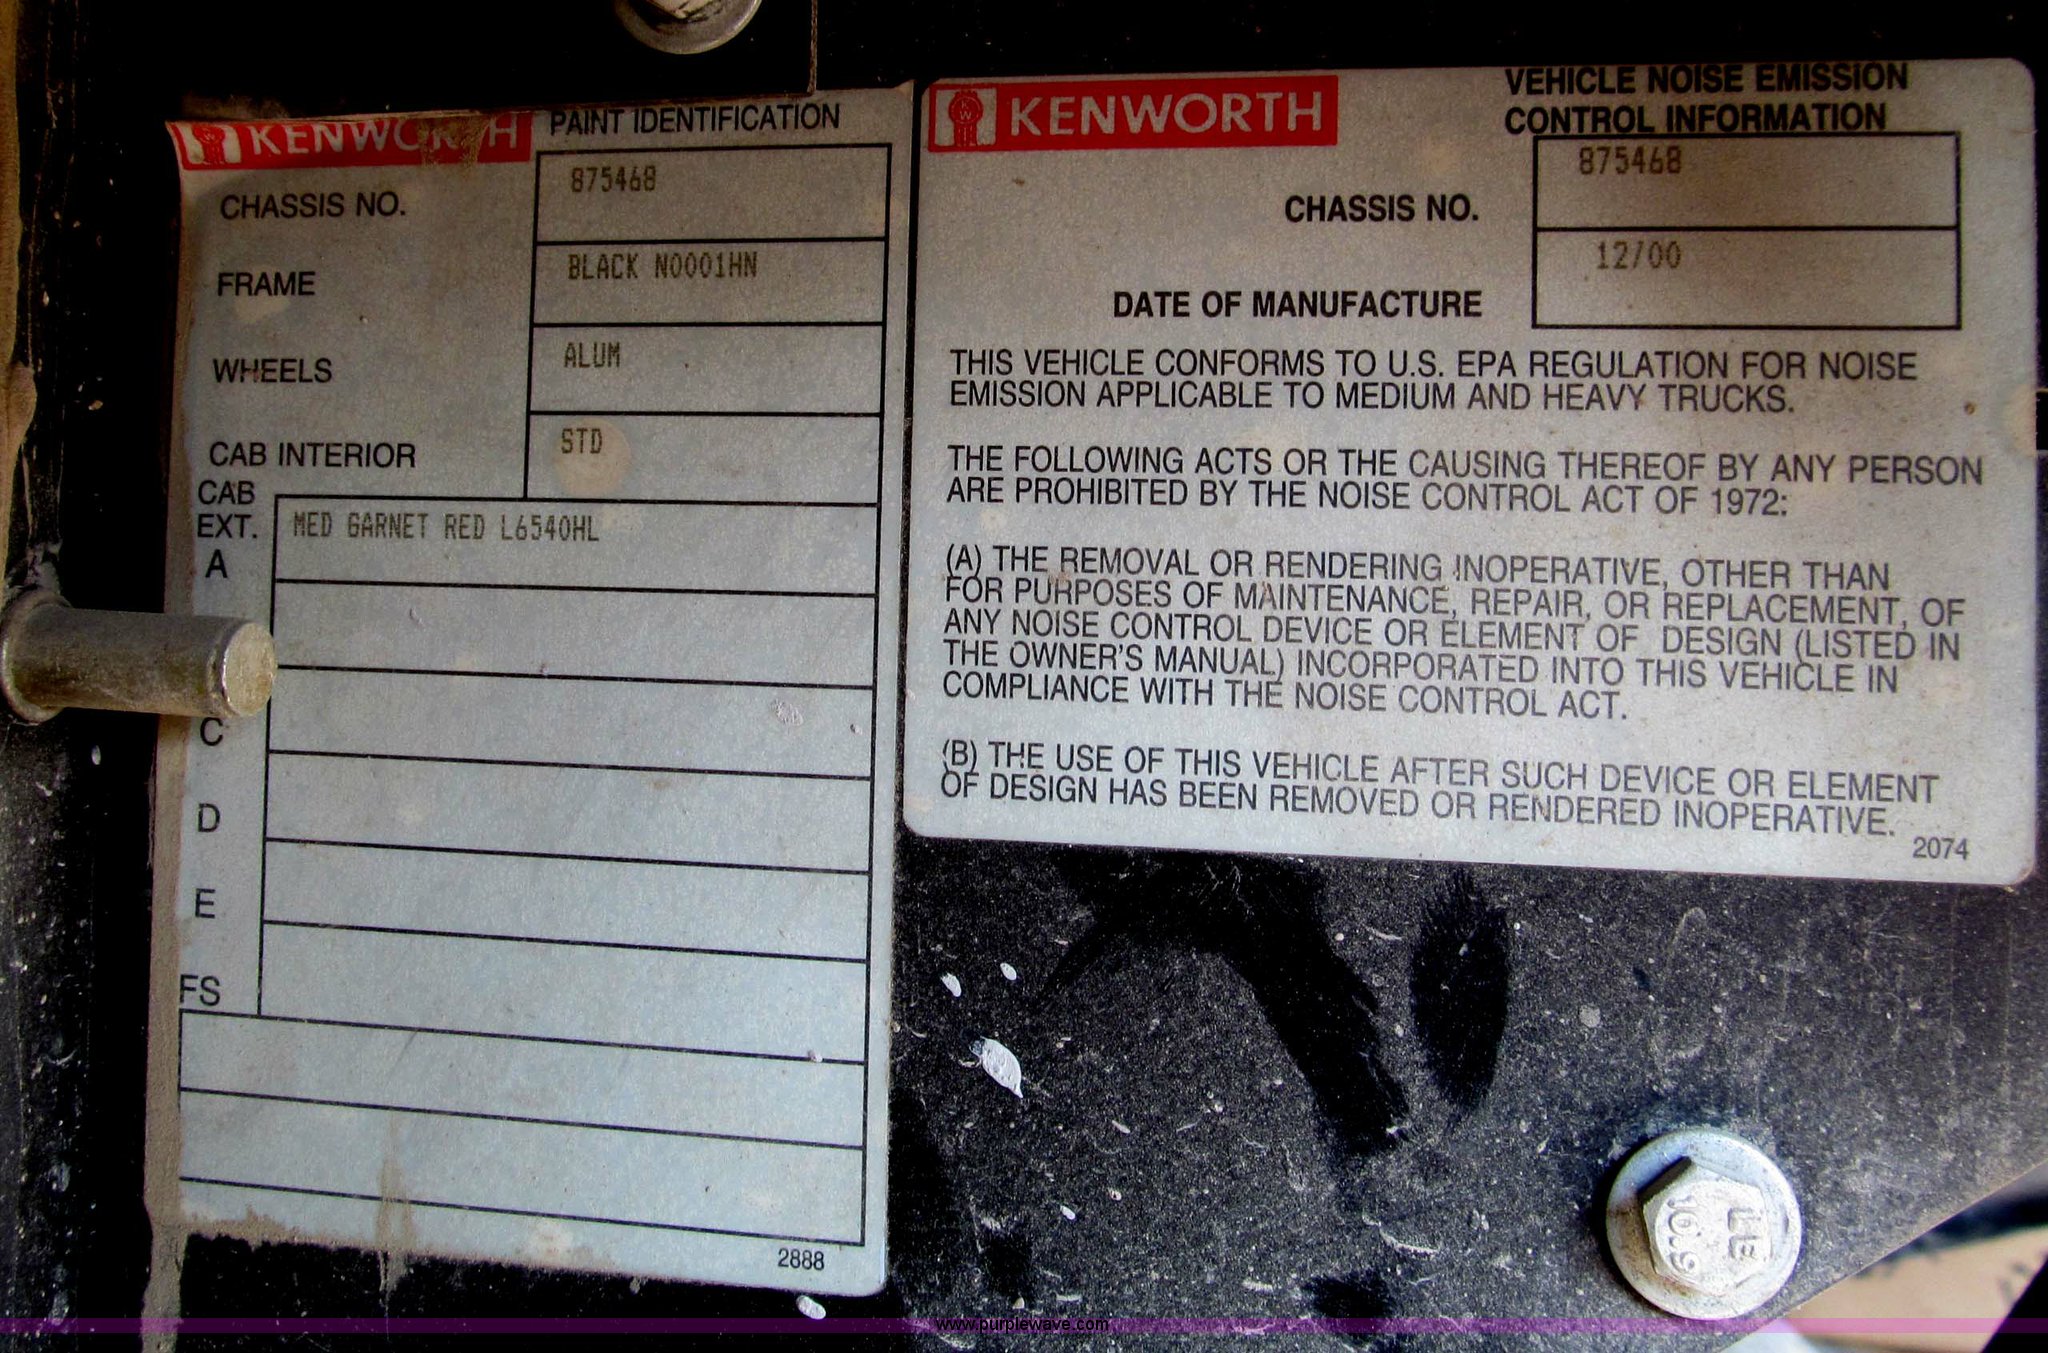 KENWORTH PAINT IDENTIFICATION
CHASSIS NO. 875468
FRAME BLACK N0001HN
WHEELS ALUM
CAB INTERIOR STD
CAB
EXT. MED GARNET RED L6540HL
A
C
D
E
FS
2888
KENWORTH
VEHICLE NOISE EMISSION
CONTROL INFORMATION
CHASSIS NO. 875468
DATE OF MANUFACTURE 12/00
THIS VEHICLE CONFORMS TO U.S. EPA REGULATION FOR NOISE
EMISSION APPLICABLE TO MEDIUM AND HEAVY TRUCKS.
THE FOLLOWING ACTS OR THE CAUSING THEREOF BY ANY PERSON
ARE PROHIBITED BY THE NOISE CONTROL ACT OF 1972:
(A) THE REMOVAL OR RENDERING INOPERATIVE, OTHER THAN
FOR PURPOSES OF MAINTENANCE, REPAIR, OR REPLACEMENT, OF
ANY NOISE CONTROL DEVICE OR ELEMENT OF DESIGN (LISTED IN
THE OWNER'S MANUAL) INCORPORATED INTO THIS VEHICLE IN
COMPLIANCE WITH THE NOISE CONTROL ACT.
(B) THE USE OF THIS VEHICLE AFTER SUCH DEVICE OR ELEMENT
OF DESIGN HAS BEEN REMOVED OR RENDERED INOPERATIVE.
2074
10.9
LE
www.purplewave.com